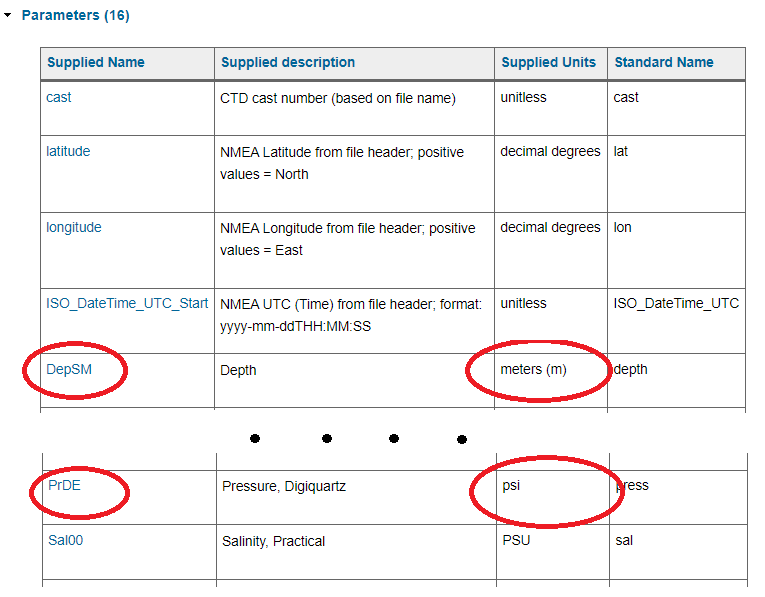 Parameters (16)
Supplied Name Supplied description Supplied Units Standard Name
cast CTD cast number (based on file name) unitless cast
latitude NMEA Latitude from file header; positive decimal degrees lat
values = North
longitude NMEA Longitude from file header; positive decimal degrees lon
values = East
ISO_DateTime_UTC_Start NMEA UTC (Time) from file header; format: unitless ISO_DateTime_UTC
yyyy-mm-ddTHH:MM:SS
DepSM Depth meters (m) depth
PrDE Pressure, Digiquartz psi press
Sal00 Salinity, Practical PSU sal